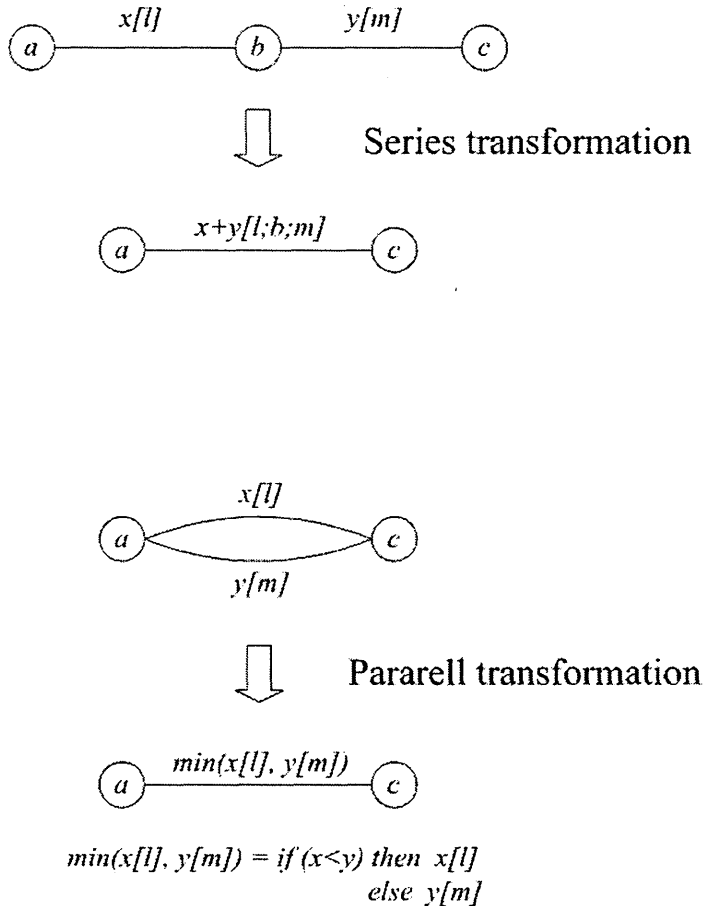 x[l] y[m]
a b c
Series transformation
x+y[l;b;m]
a c
x[l]
a c
y[m]
Pararell transformation
min(x[l], y[m])
a c
min(x[l], y[m]) = if (x<y) then x[l]
else y[m]